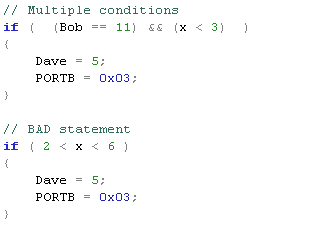 // Multiple conditions
if (  (Bob == 11) && (x < 3)  )
{
    Dave = 5;
    PORTB = 0x03;
}

// BAD statement
if ( 2 < x < 6 )
{
    Dave = 5;
    PORTB = 0x03;
}